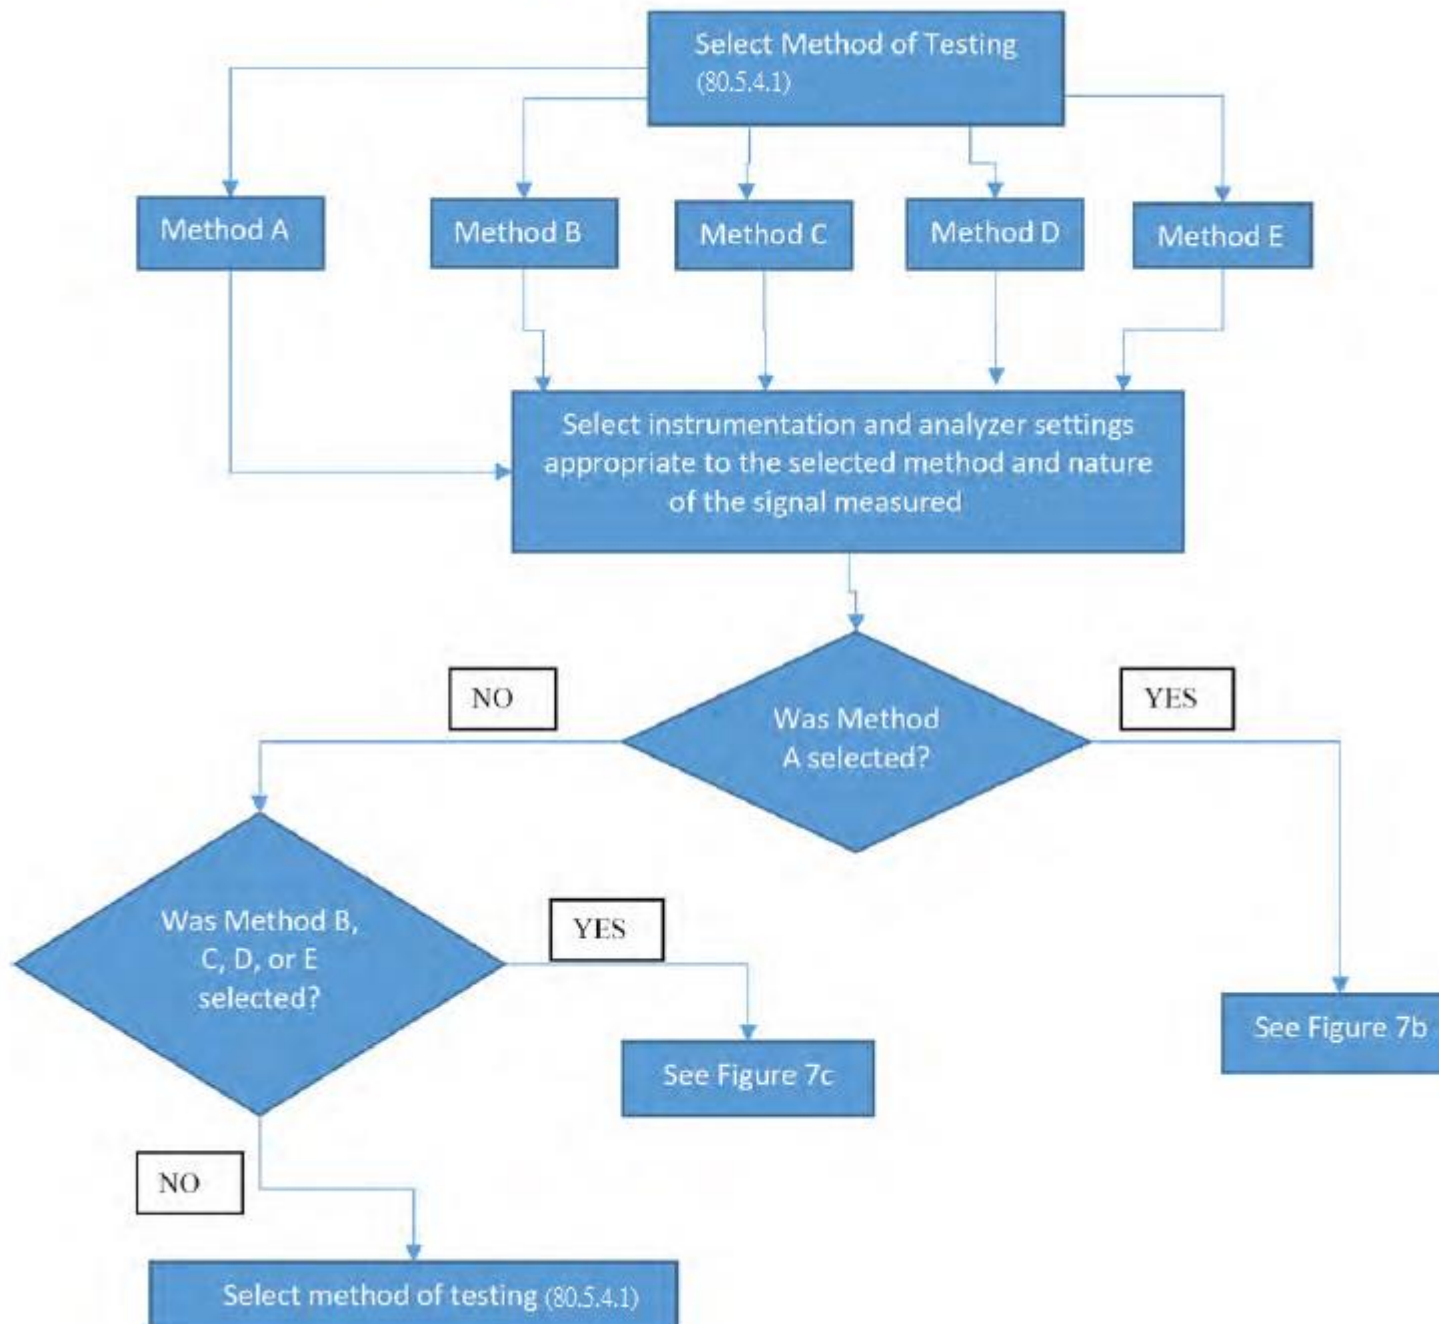 Select Method of Testing
(80.5.4.1)
Method A
Method B
Method C
Method D
Method E
Select instrumentation and analyzer settings
appropriate to the selected method and nature
of the signal measured
NO
YES
Was Method
A selected?
Was Method B,
C, D, or E
selected?
YES
See Figure 7b
See Figure 7c
NO
Select method of testing (80.5.4.1)